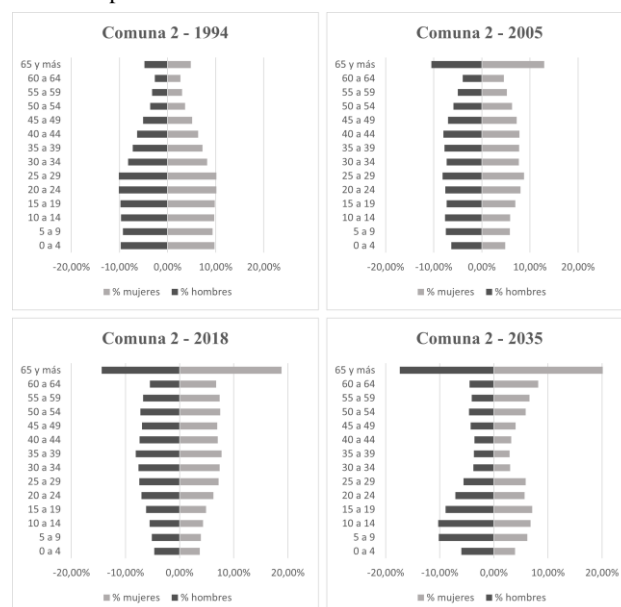 Comuna 2 - 1994
65 y más
60 a 64
55 a 59
50 a 54
45 a 49
40 a 44
35 a 39
30 a 34
25 a 29
20 a 24
15 a 19
10 a 14
5 a 9
0 a 4
-20,00% -10,00% 0,00% 10,00% 20,00%
% mujeres % hombres
Comuna 2 - 2005
65 y más
60 a 64
55 a 59
50 a 54
45 a 49
40 a 44
35 a 39
30 a 34
25 a 29
20 a 24
15 a 19
10 a 14
5 a 9
0 a 4
-20,00% -10,00% 0,00% 10,00% 20,00%
% mujeres % hombres
Comuna 2 - 2018
65 y más
60 a 64
55 a 59
50 a 54
45 a 49
40 a 44
35 a 39
30 a 34
25 a 29
20 a 24
15 a 19
10 a 14
5 a 9
0 a 4
-20,00% -10,00% 0,00% 10,00% 20,00%
% mujeres % hombres
Comuna 2 - 2035
65 y más
60 a 64
55 a 59
50 a 54
45 a 49
40 a 44
35 a 39
30 a 34
25 a 29
20 a 24
15 a 19
10 a 14
5 a 9
0 a 4
-20,00% -10,00% 0,00% 10,00% 20,00%
% mujeres % hombres